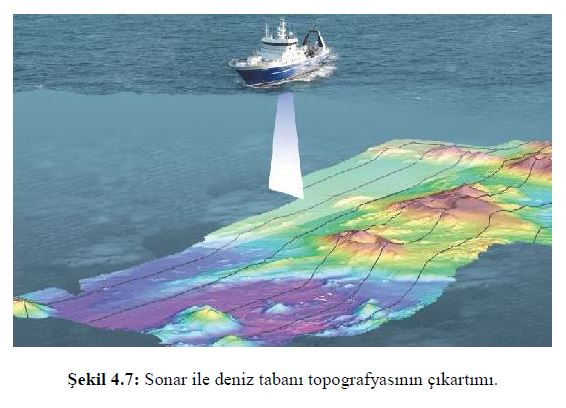 Şekil 4.7: Sonar ile deniz tabanı topografyasının çıkartımı.